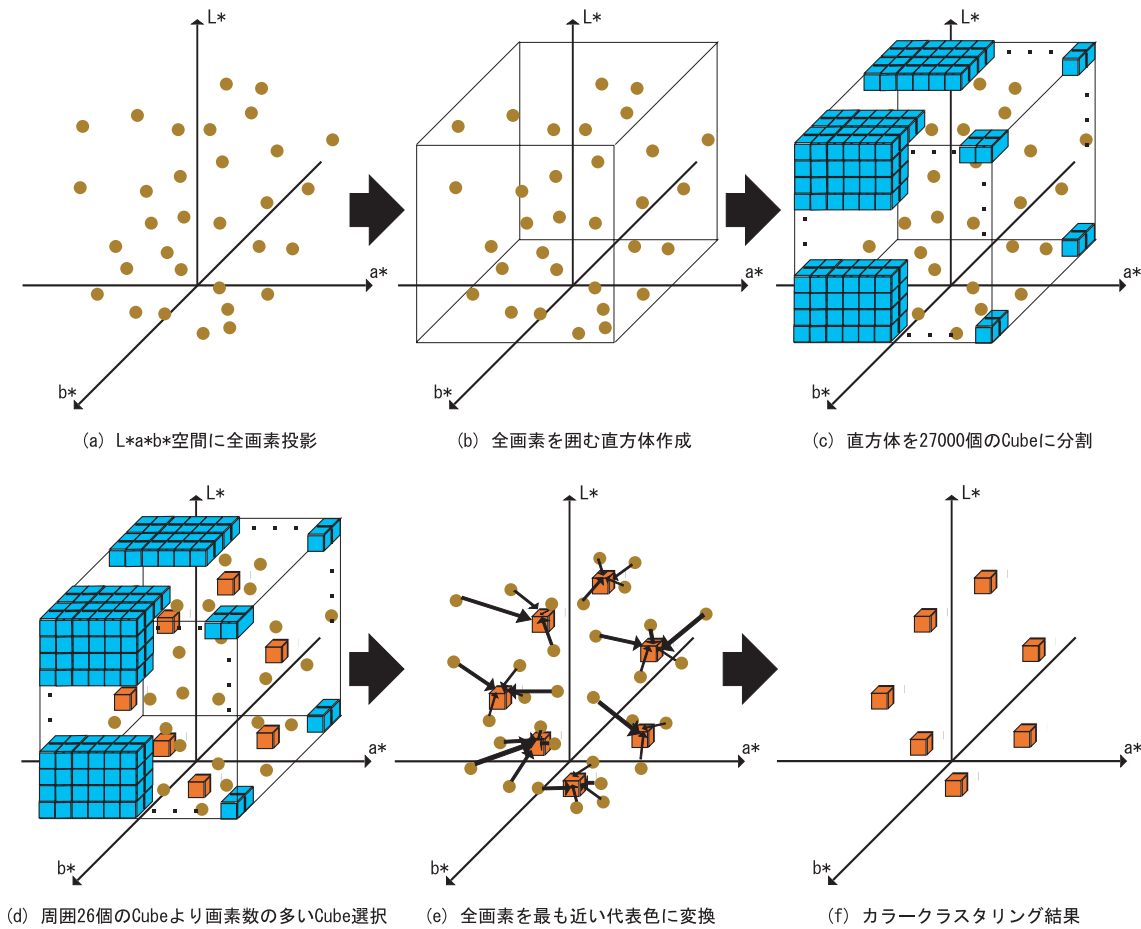 L*
a*
b*
(a) L*a*b*空間に全画素投影
L*
a*
b*
(b) 全画素を囲む直方体作成
L*
a*
b*
(c) 直方体を27000個のCubeに分割
L*
a*
b*
(d) 周囲26個のCubeより画素数の多いCube選択
L*
a*
b*
(e) 全画素を最も近い代表色に変換
L*
a*
b*
(f) カラークラスタリング結果